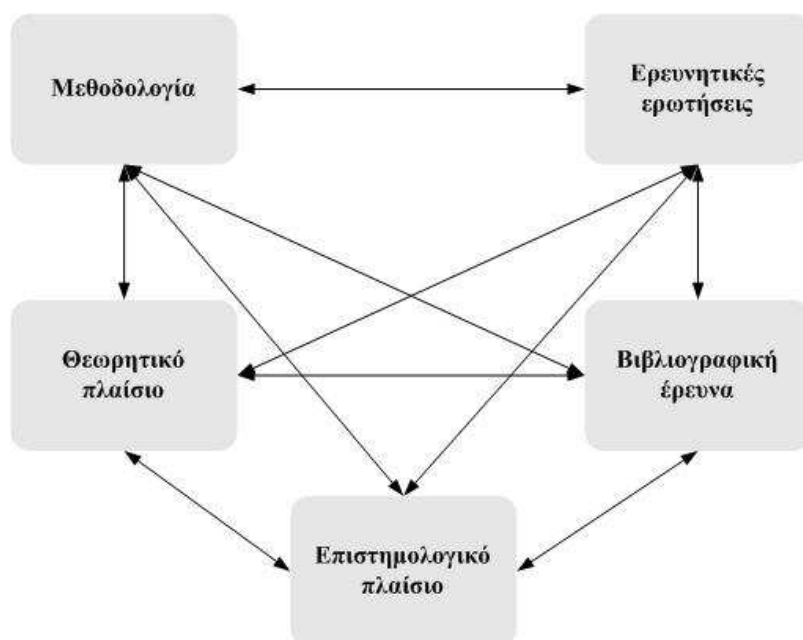 Μεθοδολογία
Ερευνητικές
ερωτήσεις
Θεωρητικό
πλαίσιο
Βιβλιογραφική
έρευνα
Επιστημολογικό
πλαίσιο